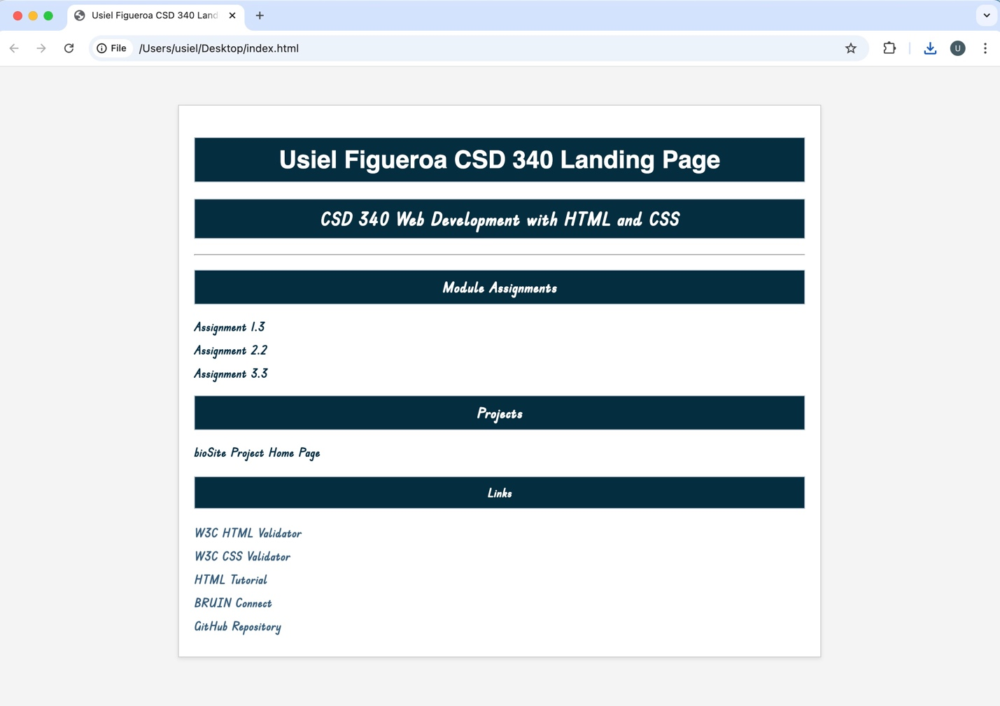 Usiel Figueroa CSD 340 Land
File /Users/usiel/Desktop/index.html
U
Usiel Figueroa CSD 340 Landing Page
CSD 340 Web Development with HTML and CSS
Module Assignments
Assignment 1.3
Assignment 2.2
Assignment 3.3
Projects
bioSite Project Home Page
Links
W3C HTML Validator
W3C CSS Validator
HTML Tutorial
BRUIN Connect
GitHub Repository